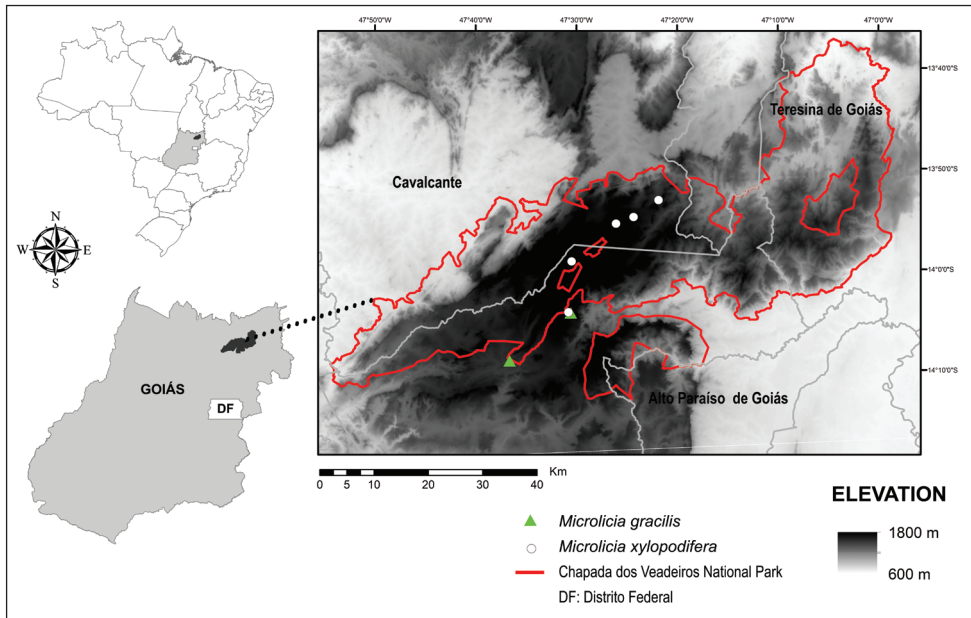 47°50'0"W 47°40'0"W 47°30'0"W 47°20'0"W 47°10'0"W 47°0'0"W
13°40'0"S
Teresina de Goiás
Cavalcante
13°50'0"S
N
W E
S
14°0'0"S
GOIÁS
DF
14°10'0"S
Alto Paraíso de Goiás
Km
0 5 10 20 30 40
ELEVATION
1800 m
600 m
Microlicia gracilis
Microlicia xylopodifera
Chapada dos Veadeiros National Park
DF: Distrito Federal